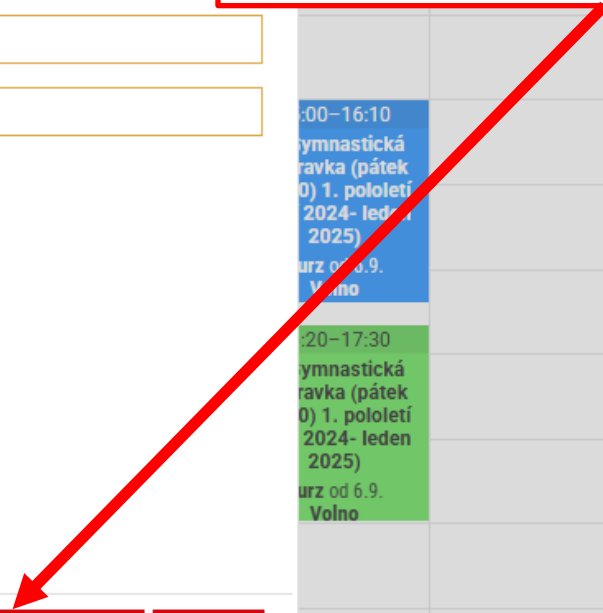 :00–16:10
ymnastická
ravka (pátek
0) 1. pololetí
2024- leden
2025)
urz od 6.9.
Volno
:20–17:30
ymnastická
ravka (pátek
0) 1. pololetí
2024- leden
2025)
urz od 6.9.
Volno